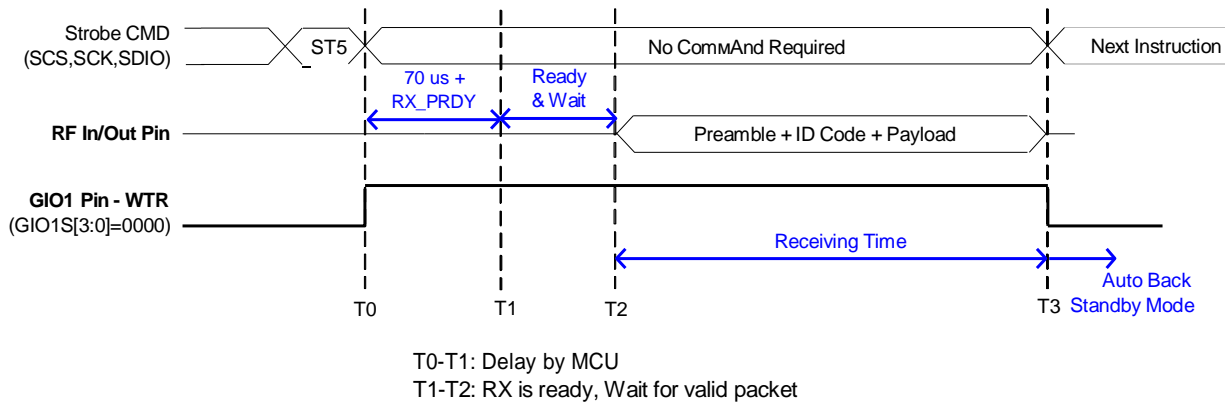 Strobe CMD
(SCS,SCK,SDIO)
_ST5
No ComмAnd Required
Next Instruction
70 us +
RX_PRDY
Ready
& Wait
RF In/Out Pin
Preamble + ID Code + Payload
GIO1 Pin - WTR
(GIO1S[3:0]=0000)
Receiving Time
Auto Back
Standby Mode
T0
T1
T2
T3
T0-T1: Delay by MCU
T1-T2: RX is ready, Wait for valid packet